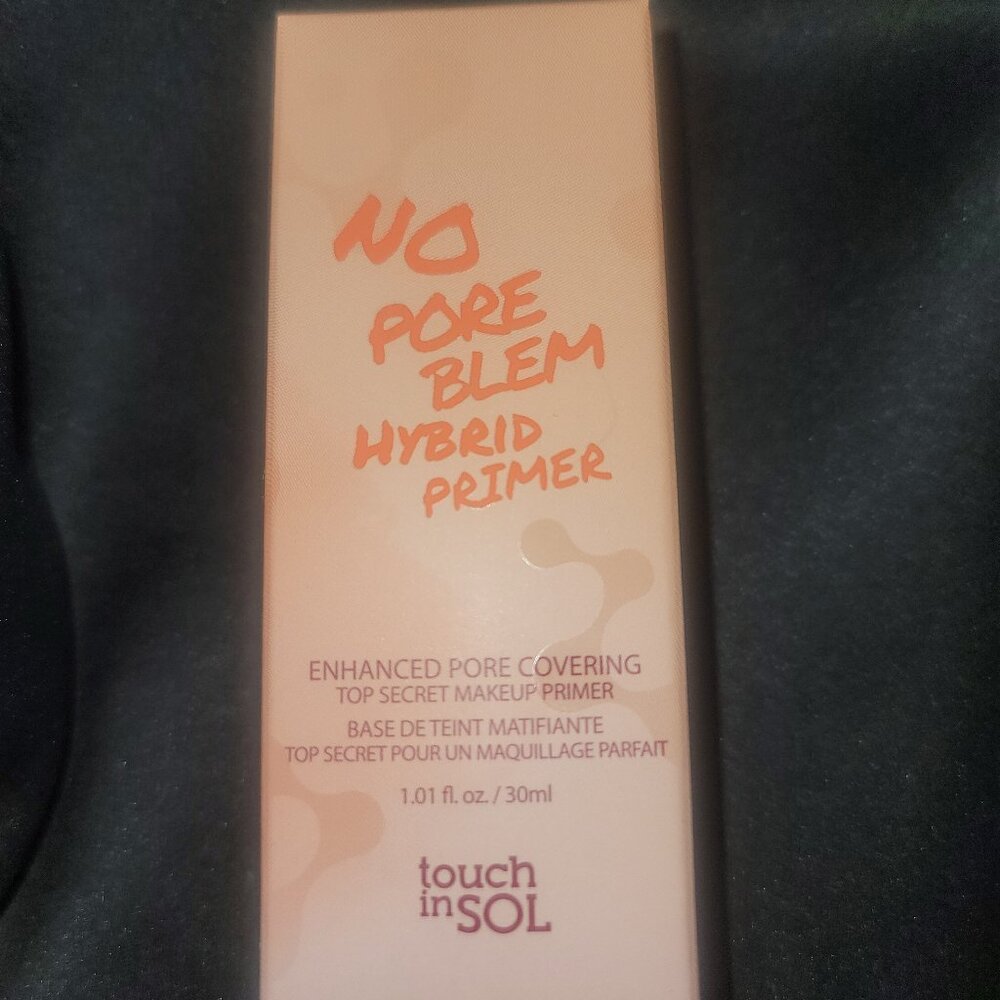 NO
PORE
BLEM
HYBRID
PRIMER
ENHANCED PORE COVERING
TOP SECRET MAKEUP PRIMER
BASE DE TEINT MATIFIANTE
TOP SECRET POUR UN MAQUILLAGE PARFAIT
1.01 fl. oz. / 30ml
touch
in SOL